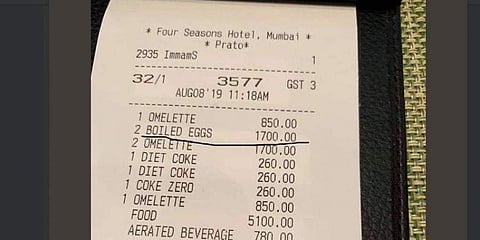 * Four Seasons Hotel, Mumbai *
* Prato*
2935 ImmamS 1
32/1 3577 GST 3
AUG08'19 11:18AM
1 OMELETTE 850.00
2 BOILED EGGS 1700.00
2 OMELETTE 1700.00
1 DIET COKE 260.00
1 DIET COKE 260.00
1 COKE ZERO 260.00
1 OMELETTE 850.00
FOOD 5100.00
AERATED BEVERAGE 780.00